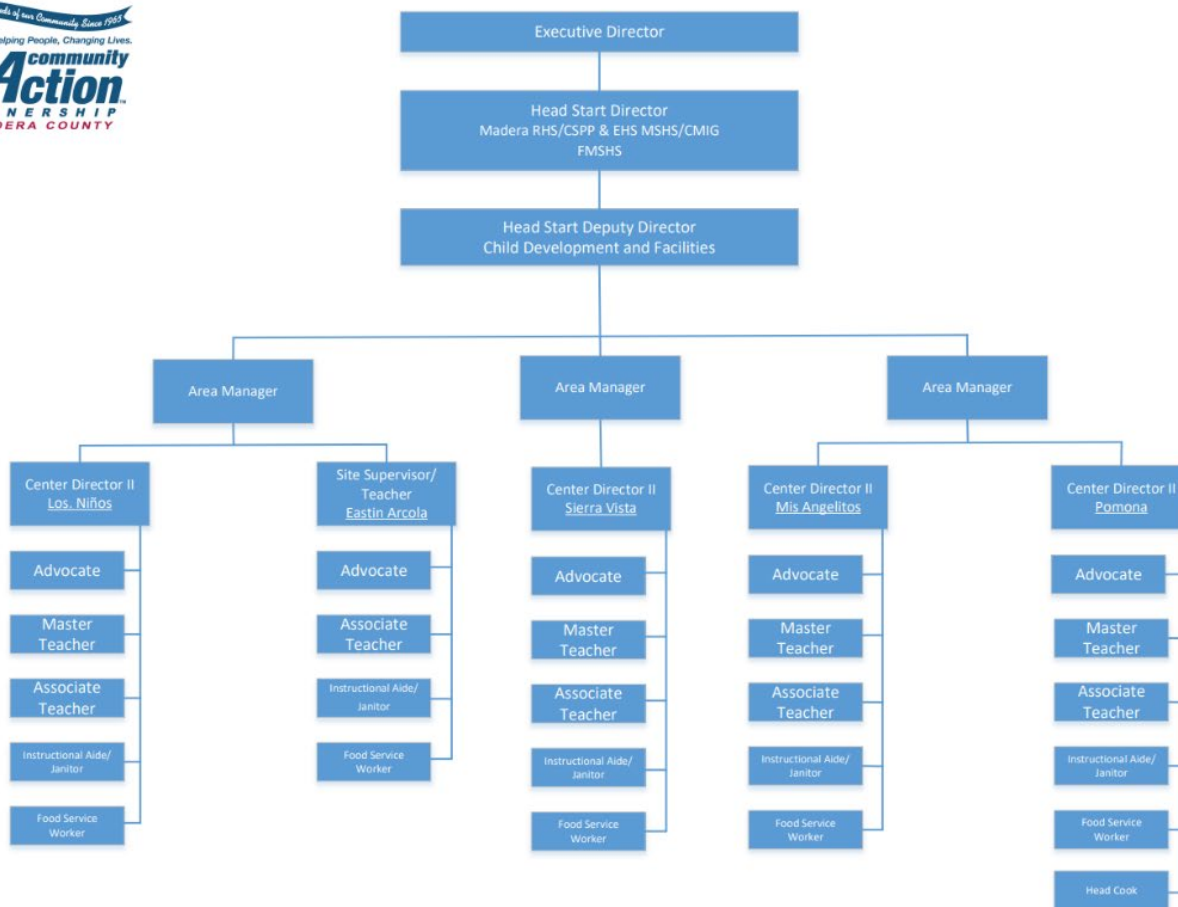 of our Community Since 1965
Helping People, Changing Lives.
community
Action
COUNTY
Executive Director
Head Start Director
Madera RHS/CSPP & EHS MSHS/CMIG
FMSHS
Head Start Deputy Director
Child Development and Facilities
Area Manager
Area Manager
Area Manager
Center Director II
Los. Niños
Advocate
Master
Teacher
Associate
Teacher
Instructional Aide/
Janitor
Food Service
Worker
Site Supervisor/
Teacher
Eastin Arcola
Advocate
Associate
Teacher
Instructional Aide/
Janitor
Food Service
Worker
Center Director II
Sierra Vista
Advocate
Master
Teacher
Associate
Teacher
Instructional Aide/
Janitor
Food Service
Worker
Center Director II
Mis Angelitos
Advocate
Master
Teacher
Associate
Teacher
Instructional Aide/
Janitor
Food Service
Worker
Center Director II
Pomona
Advocate
Master
Teacher
Associate
Teacher
Instructional Aide/
Janitor
Food Service
Worker
Head Cook